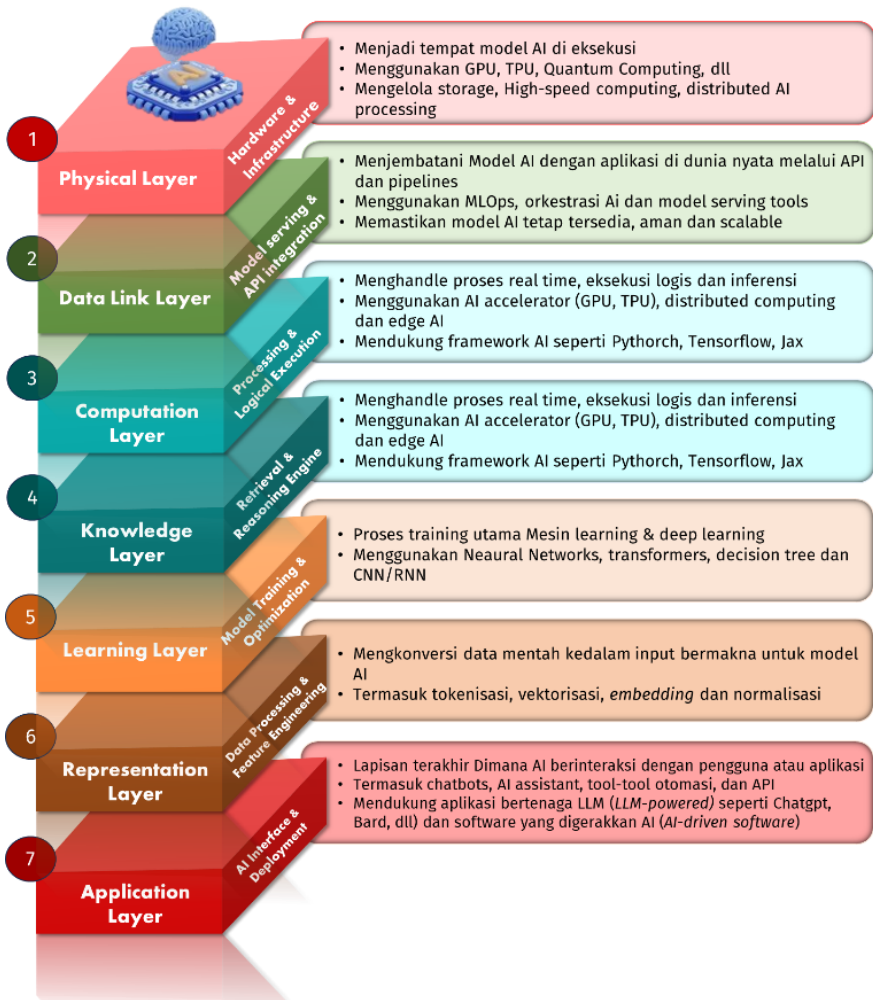 AI
• Menjadi tempat model AI di eksekusi
• Menggunakan GPU, TPU, Quantum Computing, dll
• Mengelola storage, High-speed computing, distributed AI
processing
1
Physical Layer
Hardware &
Infrastructure
• Menjembatani Model AI dengan aplikasi di dunia nyata melalui API
dan pipelines
• Menggunakan MLOps, orkestrasi Ai dan model serving tools
• Memastikan model AI tetap tersedia, aman dan scalable
2
Data Link Layer
Model serving &
API integration
• Menghandle proses real time, eksekusi logis dan inferensi
• Menggunakan AI accelerator (GPU, TPU), distributed computing
dan edge AI
• Mendukung framework AI seperti Pythorch, Tensorflow, Jax
3
Computation
Layer
Processing &
Logical Execution
• Menghandle proses real time, eksekusi logis dan inferensi
• Menggunakan AI accelerator (GPU, TPU), distributed computing
dan edge AI
• Mendukung framework AI seperti Pythorch, Tensorflow, Jax
4
Knowledge
Layer
Retrieval &
Reasoning Engine
• Proses training utama Mesin learning & deep learning
• Menggunakan Neaural Networks, transformers, decision tree dan
CNN/RNN
5
Learning Layer
Model Training &
Optimization
• Mengkonversi data mentah kedalam input bermakna untuk model
AI
• Termasuk tokenisasi, vektorisasi, embedding dan normalisasi
6
Representation
Layer
Data Processing &
Feature Engineering
• Lapisan terakhir Dimana AI berinteraksi dengan pengguna atau aplikasi
• Termasuk chatbots, AI assistant, tool-tool otomasi, dan API
• Mendukung aplikasi bertenaga LLM (LLM-powered) seperti Chatgpt,
Bard, dll) dan software yang digerakkan AI (AI-driven software)
7
Application
Layer
AI Interface &
Deployment